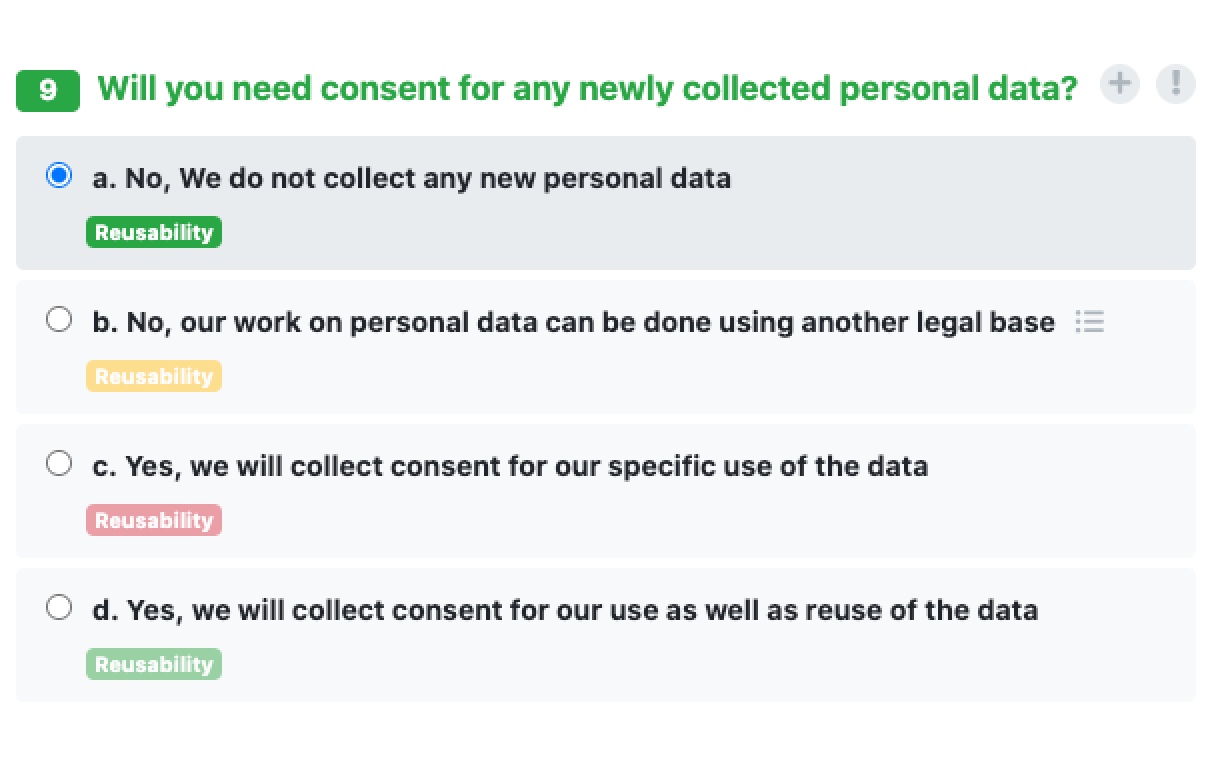 9 Will you need consent for any newly collected personal data? + !
a. No, We do not collect any new personal data
Reusability
b. No, our work on personal data can be done using another legal base
Reusability
c. Yes, we will collect consent for our specific use of the data
Reusability
d. Yes, we will collect consent for our use as well as reuse of the data
Reusability